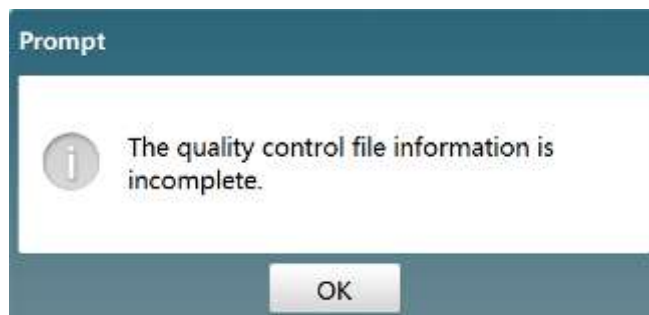 Prompt
The quality control file information is
incomplete.
OK